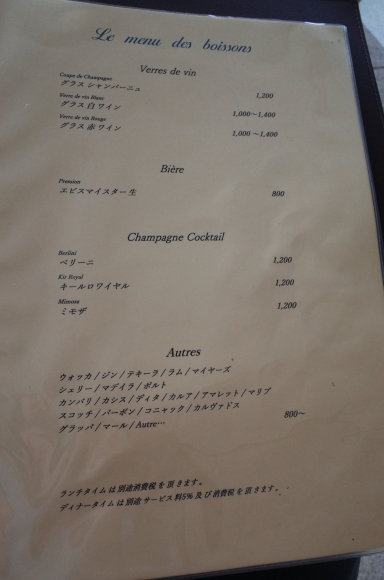 Le menu des boissons
Verres de vin
Coupe de Champagne
グラス シャンパーニュ 1,200
Verre de vin Blanc
グラス 白 ワイン 1,000～1,400
Verre de vin Rouge
グラス 赤 ワイン 1,000～1,400
Bière
Premium
エビスマイスター 生 800
Champagne Cocktail
Berlini
ベリーニ 1,200
Kir Royal
キールロワイヤル 1,200
Mimosa
ミモザ 1,200
Autres
ウォッカ / ジン / テキーラ / ラム / マイヤーズ
シェリー / マデイラ / ポルト
カンパリ / カシス / ディタ / カルア / アマレット / マリブ
スコッチ / バーボン / コニャック / カルヴァドス
グラッパ / マール / Autre… 800～
ランチタイム は 別途 消費税 を 頂 き ま す 。
ディナータイム は 別途 サービス 料5% 及 び 消費税 を 頂 き ま す 。